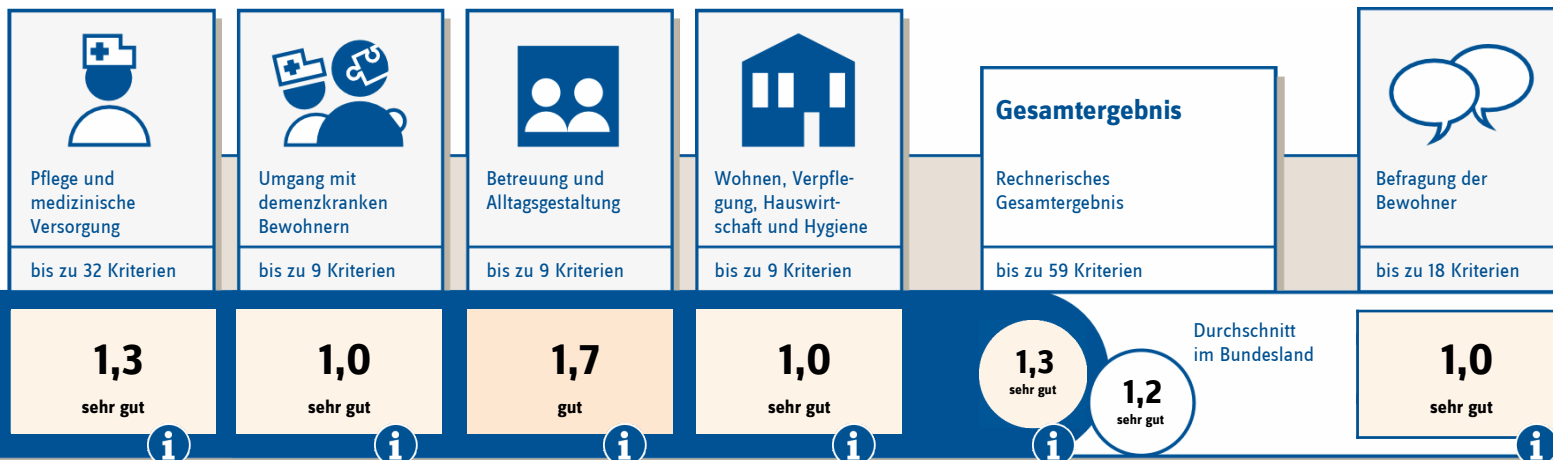 Pflege und
medizinische
Versorgung
bis zu 32 Kriterien
1,3
sehr gut
i
Umgang mit
demenzkranken
Bewohnern
bis zu 9 Kriterien
1,0
sehr gut
i
Betreuung und
Alltagsgestaltung
bis zu 9 Kriterien
1,7
gut
i
Wohnen, Verpfle-
gung, Hauswirt-
schaft und Hygiene
bis zu 9 Kriterien
1,0
sehr gut
i
Gesamtergebnis
Rechnerisches
Gesamtergebnis
bis zu 59 Kriterien
1,3
sehr gut
i
Durchschnitt
im Bundesland
1,2
sehr gut
Befragung der
Bewohner
bis zu 18 Kriterien
1,0
sehr gut
i